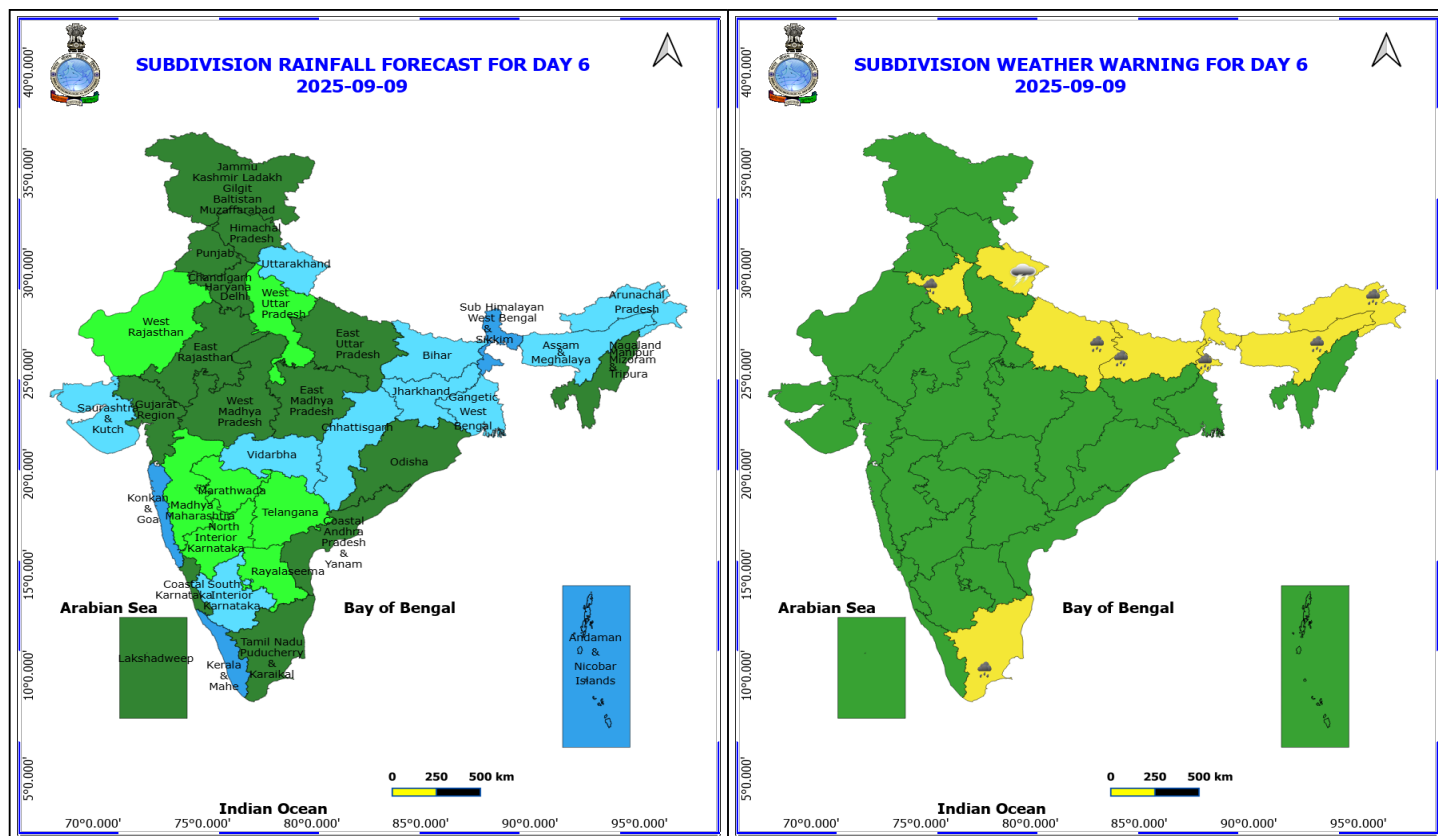 SUBDIVISION RAINFALL FORECAST FOR DAY 6
2025-09-09
40°0.000'
35°0.000'
30°0.000'
25°0.000'
20°0.000'
15°0.000'
10°0.000'
5°0.000'
Jammu
Kashmir Ladakh
Gilgit
Baltistan
Muzaffarabad
Himachal
Pradesh
Punjab
Uttarakhand
Chandigarh
Haryana
Delhi
West
Uttar
Pradesh
West
Rajasthan
East
Rajasthan
East
Uttar
Pradesh
Sub Himalayan
West Bengal
&
Sikkim
Arunachal
Pradesh
Assam
&
Meghalaya
Nagaland
Manipur
Mizoram
&
Tripura
Bihar
Jharkhand
Gangetic
West
Bengal
Saurashtra
&
Kutch
Gujarat
Region
West
Madhya
Pradesh
East
Madhya
Pradesh
Chhattisgarh
Vidarbha
Odisha
Konkan
&
Goa
Marathwada
Madhya
Maharashtra
North
Interior
Karnataka
Telangana
Coastal
Andhra
Pradesh
&
Yanam
Rayalaseema
Coastal
Karnataka
South
Interior
Karnataka
Arabian Sea
Bay of Bengal
Lakshadweep
Kerala
&
Mahe
Tamil Nadu
Puducherry
&
Karaikal
Andaman
&
Nicobar
Islands
0 250 500 km
Indian Ocean
70°0.000' 75°0.000' 80°0.000' 85°0.000' 90°0.000' 95°0.000'
SUBDIVISION WEATHER WARNING FOR DAY 6
2025-09-09
40°0.000'
35°0.000'
30°0.000'
25°0.000'
20°0.000'
15°0.000'
10°0.000'
5°0.000'
Arabian Sea
Bay of Bengal
0 250 500 km
Indian Ocean
70°0.000' 75°0.000' 80°0.000' 85°0.000' 90°0.000' 95°0.000'